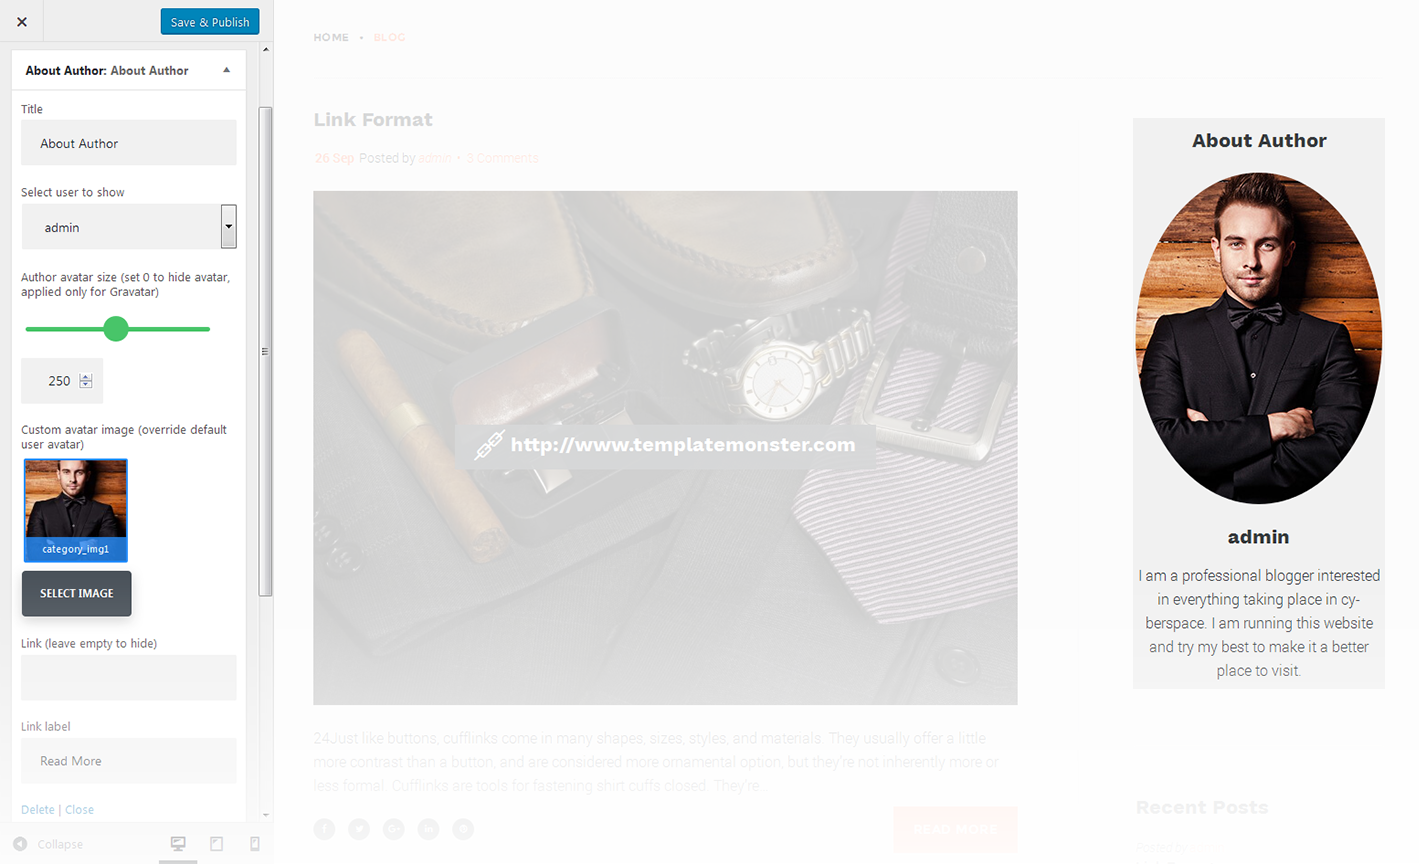 Save & Publish
About Author: About Author
Title
About Author
Select user to show
admin
Author avatar size (set 0 to hide avatar,
applied only for Gravatar)
250
Custom avatar image (override default
user avatar)
category_img1
SELECT IMAGE
Link (leave empty to hide)
Link label
Read More
Delete | Close
Collapse
HOME • BLOG
Link Format
26 Sep Posted by admin • 3 Comments
http://www.templatemonster.com
24Just like buttons, cufflinks come in many shapes, sizes, styles, and materials. They usually offer a little
more contrast than a button, and are considered more ornamental option, but they're not inherently more or
less formal. Cufflinks are tools for fastening shirt cuffs closed. They're...
READ MORE
About Author
admin
I am a professional blogger interested
in everything taking place in cy-
berspace. I am running this website
and try my best to make it a better
place to visit.
Recent Posts
Posted by